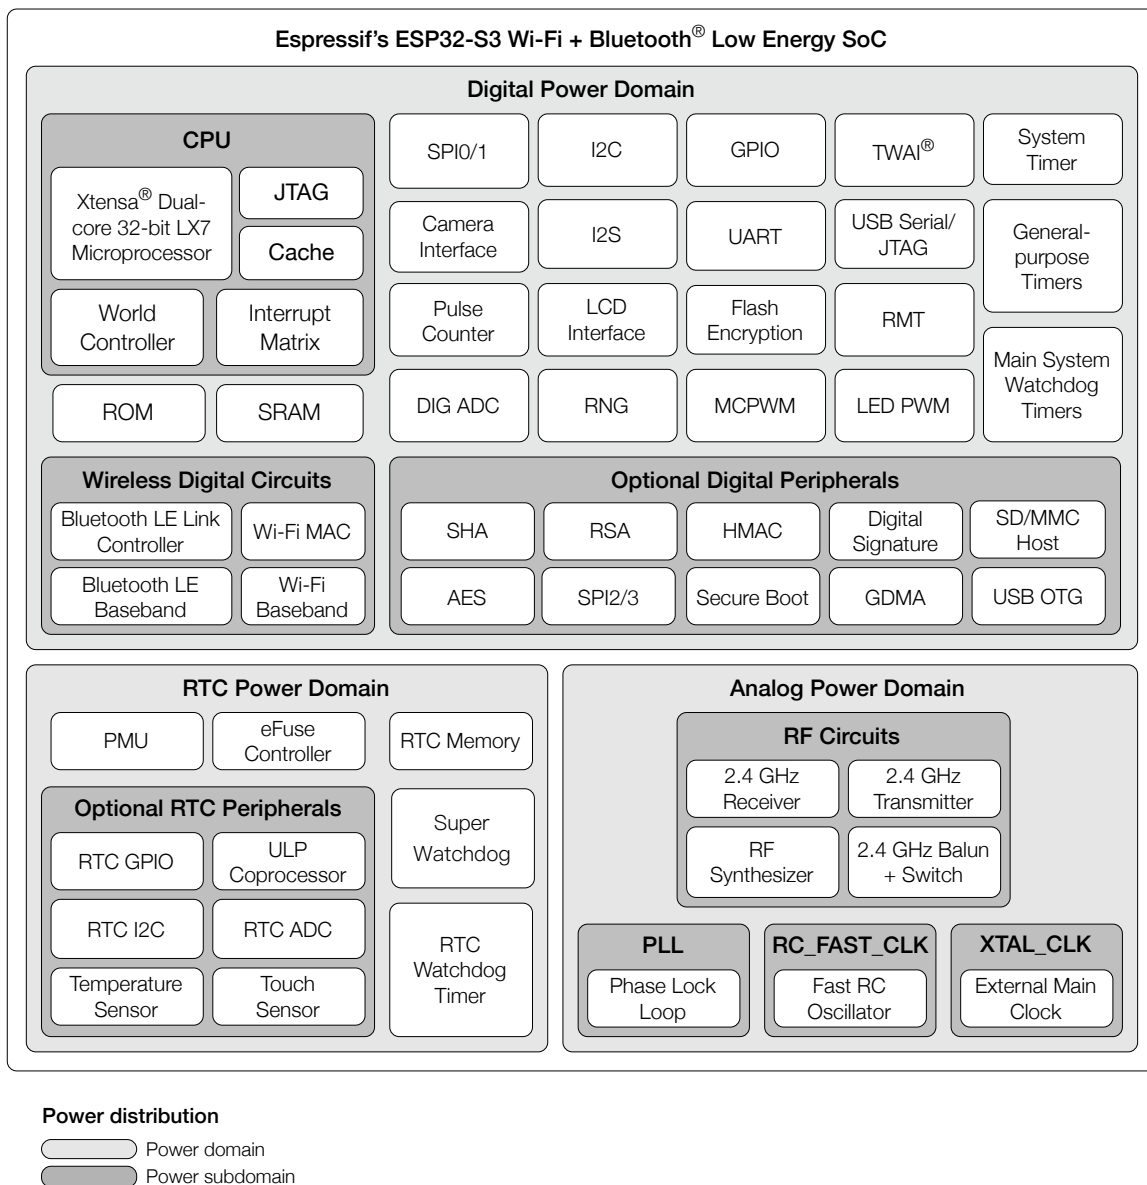 Espressif's ESP32-S3 Wi-Fi + Bluetooth® Low Energy SoC
Digital Power Domain
CPU
Xtensa® Dual-
core 32-bit LX7
Microprocessor
JTAG
Cache
World
Controller
Interrupt
Matrix
ROM
SRAM
SPI0/1
I2C
GPIO
TWAI®
System
Timer
Camera
Interface
I2S
UART
USB Serial/
JTAG
General-
purpose
Timers
Pulse
Counter
LCD
Interface
Flash
Encryption
RMT
Main System
Watchdog
Timers
DIG ADC
RNG
MCPWM
LED PWM
Wireless Digital Circuits
Bluetooth LE Link
Controller
Wi-Fi MAC
Bluetooth LE
Baseband
Wi-Fi
Baseband
Optional Digital Peripherals
SHA
RSA
HMAC
Digital
Signature
SD/MMC
Host
AES
SPI2/3
Secure Boot
GDMA
USB OTG
RTC Power Domain
PMU
eFuse
Controller
RTC Memory
Optional RTC Peripherals
RTC GPIO
ULP
Coprocessor
RTC I2C
RTC ADC
Temperature
Sensor
Touch
Sensor
Super
Watchdog
RTC
Watchdog
Timer
Analog Power Domain
RF Circuits
2.4 GHz
Receiver
2.4 GHz
Transmitter
RF
Synthesizer
2.4 GHz Balun
+ Switch
PLL
Phase Lock
Loop
RC_FAST_CLK
Fast RC
Oscillator
XTAL_CLK
External Main
Clock
Power distribution
Power domain
Power subdomain